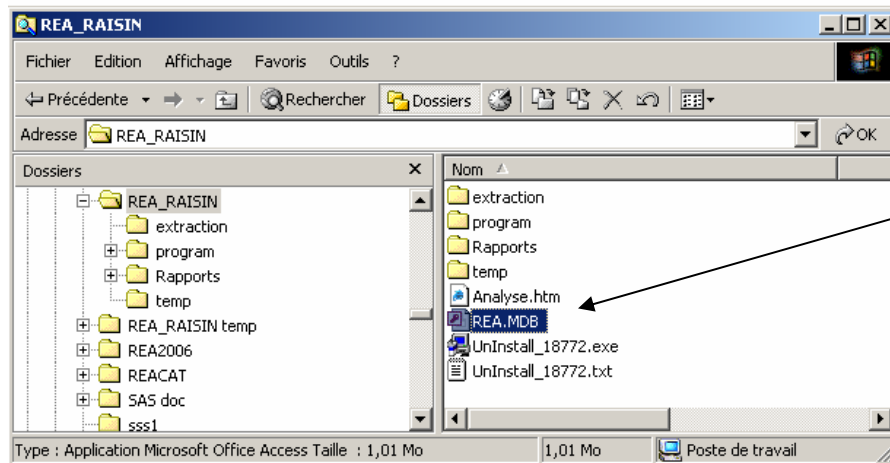 REA_RAISIN
Fichier Edition Affichage Favoris Outils ?
Précédente Rechercher Dossiers
Adresse REA_RAISIN OK
Dossiers
REA_RAISIN
extraction
program
Rapports
temp
REA_RAISIN temp
REA2006
REACAT
SAS doc
sss1
Nom
extraction
program
Rapports
temp
Analyse.htm
REA.MDB
UnInstall_18772.exe
UnInstall_18772.txt
Type : Application Microsoft Office Access Taille : 1,01 Mo 1,01 Mo Poste de travail